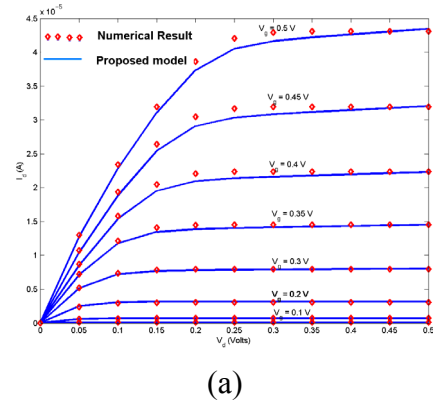 x 10⁻⁵
4.5
4
3.5
3
2.5
2
1.5
1
0.5
0
I_d (A)
Numerical Result
Proposed model
V_g = 0.5 V
V_g = 0.45 V
V_g = 0.4 V
V_g = 0.35 V
V_g = 0.3 V
V_g = 0.2 V
V_g = 0.1 V
0 0.05 0.1 0.15 0.2 0.25 0.3 0.35 0.4 0.45 0.5
V_d (Volts)
(a)